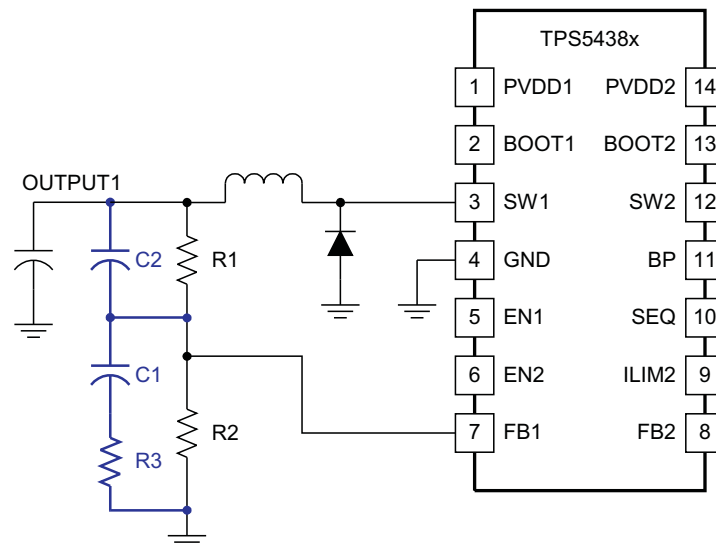 TPS5438x
1 PVDD1 PVDD2 14
2 BOOT1 BOOT2 13
OUTPUT1
3 SW1 SW2 12
C2 R1
4 GND BP 11
5 EN1 SEQ 10
C1
6 EN2 ILIM2 9
R2
7 FB1 FB2 8
R3